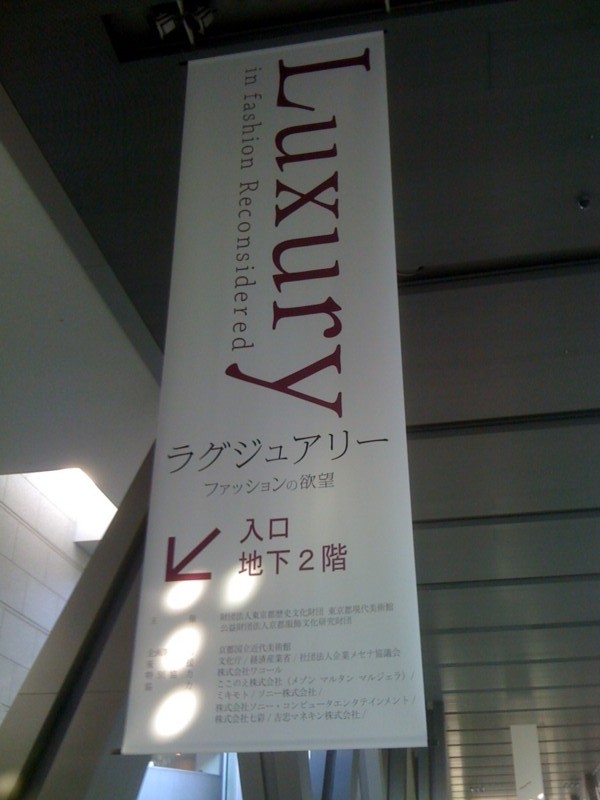 Luxury
in fashion Reconsidered
ラグジュアリー
ファッションの欲望
入口
地下2階
主
財団法人東京都歴史文化財団 東京都現代美術館
公益財団法人京都服飾文化研究財団
京都国立近代美術館
文化庁 / 経済産業省 / 社団法人企業メセナ協議会
株式会社ワコール
ここのえ株式会社(メゾン マルタン マルジェラ) /
ミキモト / ソニー株式会社 /
株式会社ソニー・コンピュータエンタテインメント /
株式会社七彩 / 吉忠マネキン株式会社 /